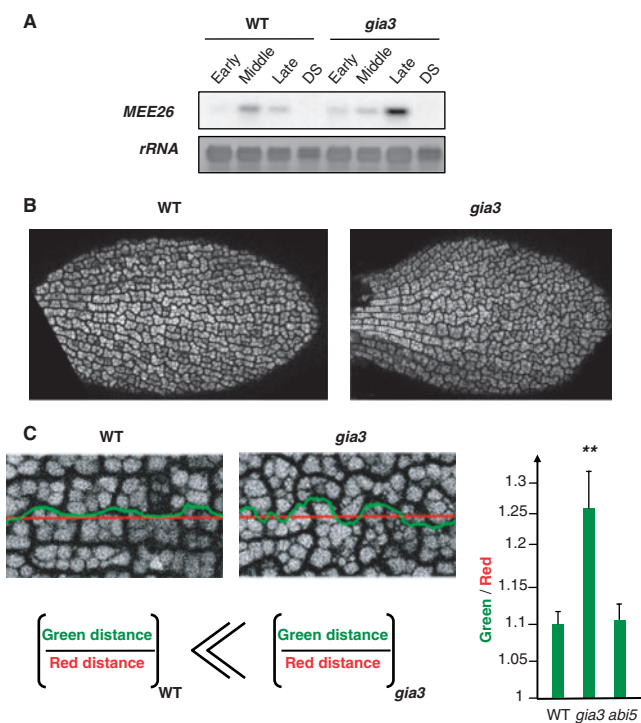 A
WT gia3
Early Middle Late DS Early Middle Late DS
MEE26
rRNA
B
WT gia3
C
WT gia3
Green distance
Red distance
WT
<<
Green distance
Red distance
gia3
Green / Red
**
1.3
1.25
1.2
1.15
1.1
1.05
1
WT gia3 abi5